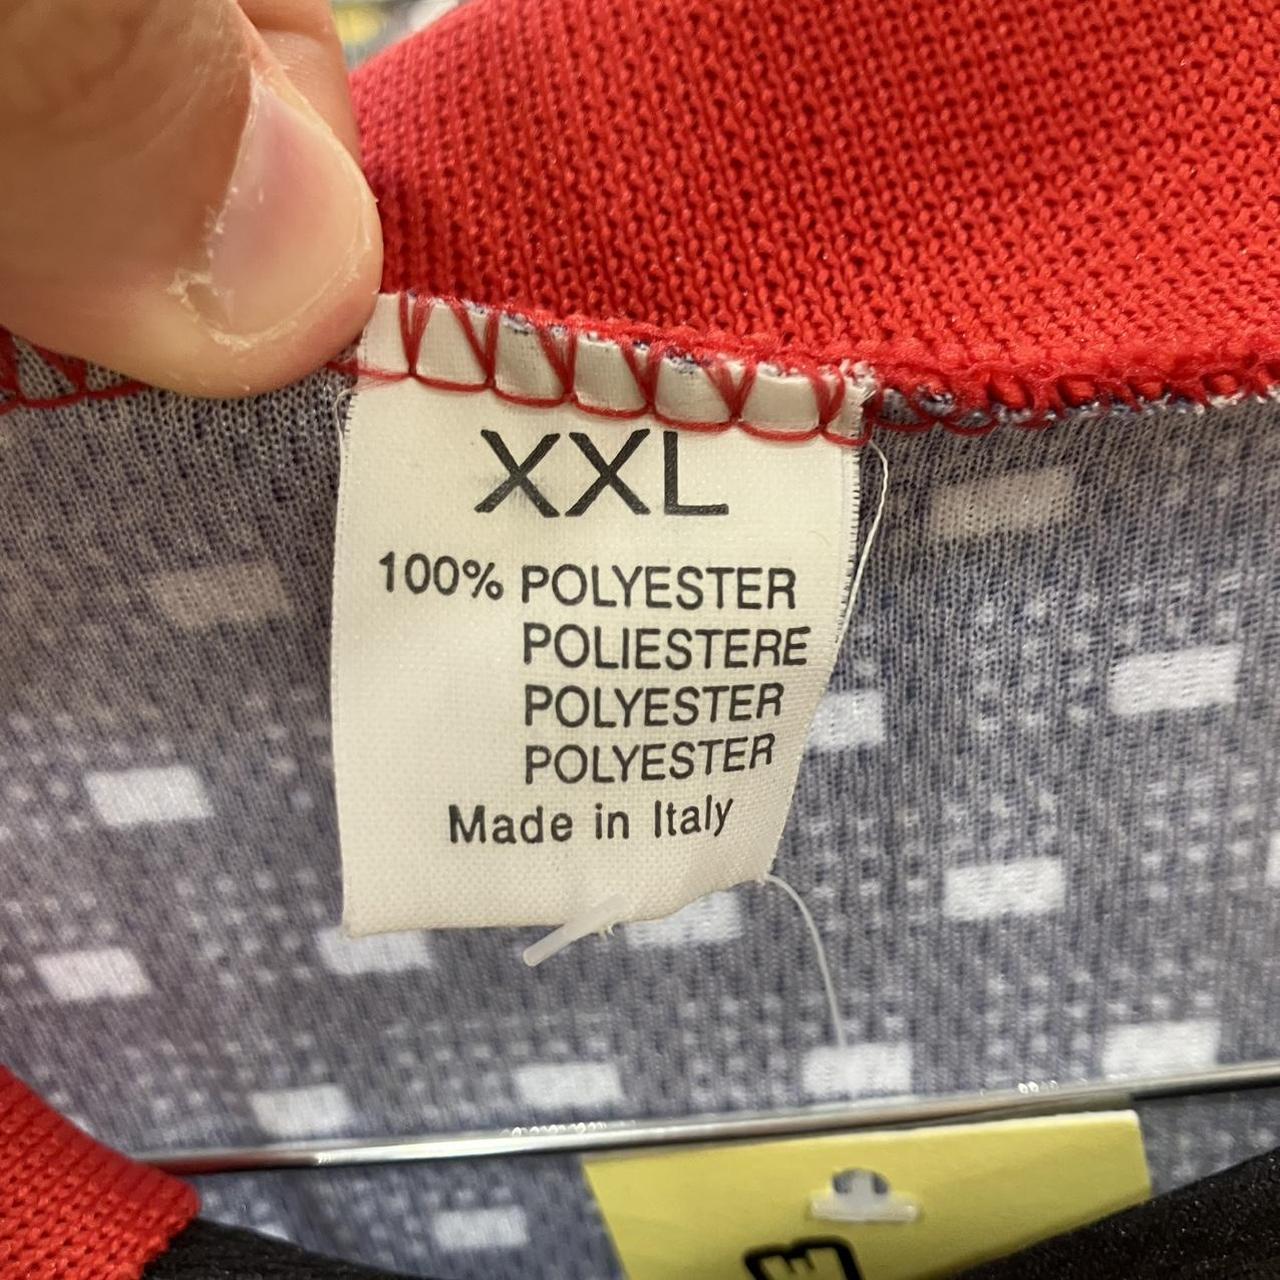 XXL
100% POLYESTER
POLIESTERE
POLYESTER
POLYESTER
Made in Italy